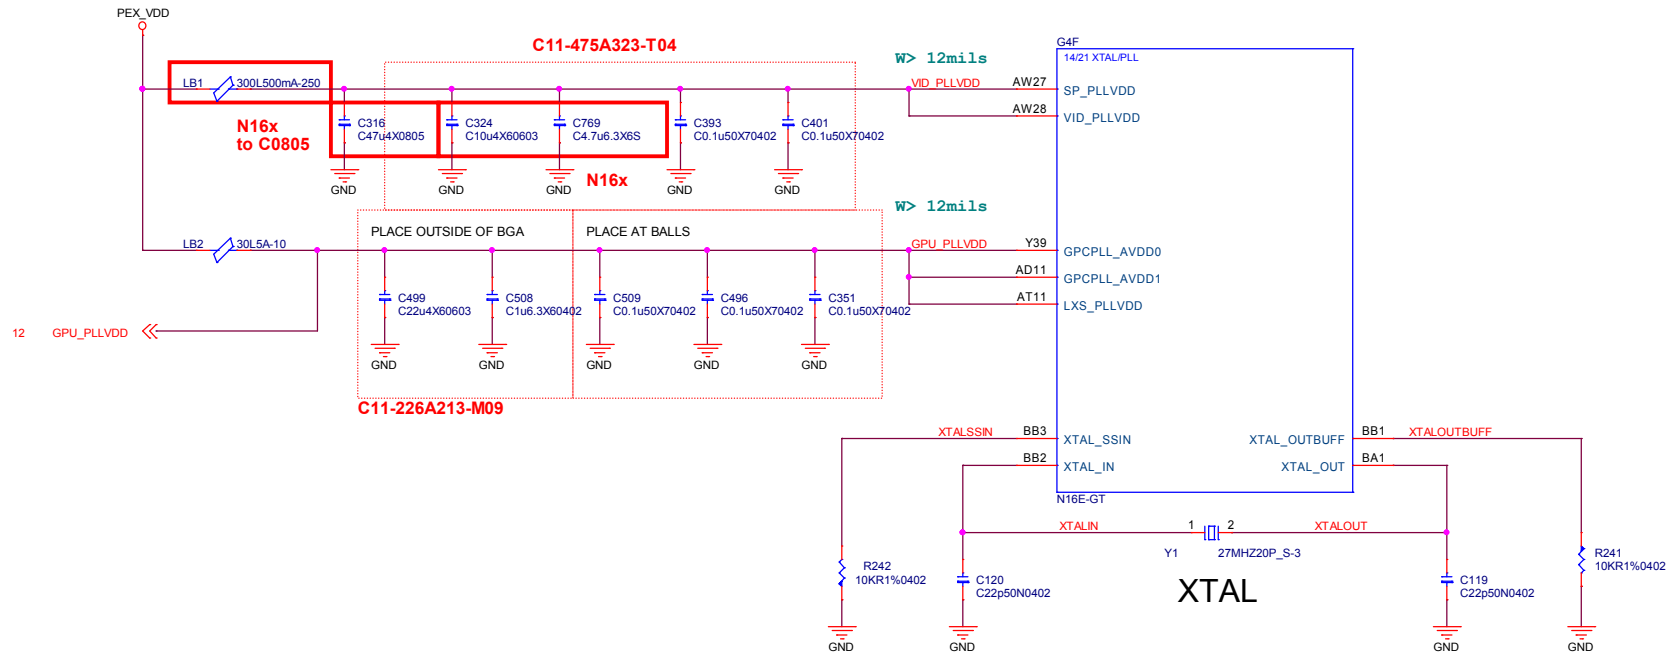 PEX_VDD
C11-475A323-T04
W> 12mils
G4F
14/21 XTAL/PLL
LB1
300L500mA-250
VID_PLLVDD
AW27
SP_PLLVDD
AW28
VID_PLLVDD
N16x
to C0805
C316
C47u4X0805
C324
C10u4X60603
C769
C4.7u6.3X6S
C393
C0.1u50X70402
C401
C0.1u50X70402
GND
GND
GND
GND
GND
N16x
W> 12mils
PLACE OUTSIDE OF BGA
PLACE AT BALLS
LB2
30L5A-10
GPU_PLLVDD
Y39
GPCPLL_AVDD0
AD11
GPCPLL_AVDD1
AT11
LXS_PLLVDD
C499
C22u4X60603
C508
C1u6.3X60402
C509
C0.1u50X70402
C496
C0.1u50X70402
C351
C0.1u50X70402
12
GPU_PLLVDD
GND
GND
GND
GND
GND
C11-226A213-M09
XTALSSIN
BB3
XTAL_SSIN
XTAL_OUTBUFF
BB1
XTALOUTBUFF
BB2
XTAL_IN
XTAL_OUT
BA1
N16E-GT
XTALIN
1
2
XTALOUT
Y1
27MHZ20P_S-3
R242
10KR1%0402
C120
C22p50N0402
XTAL
C119
C22p50N0402
R241
10KR1%0402
GND
GND
GND
GND